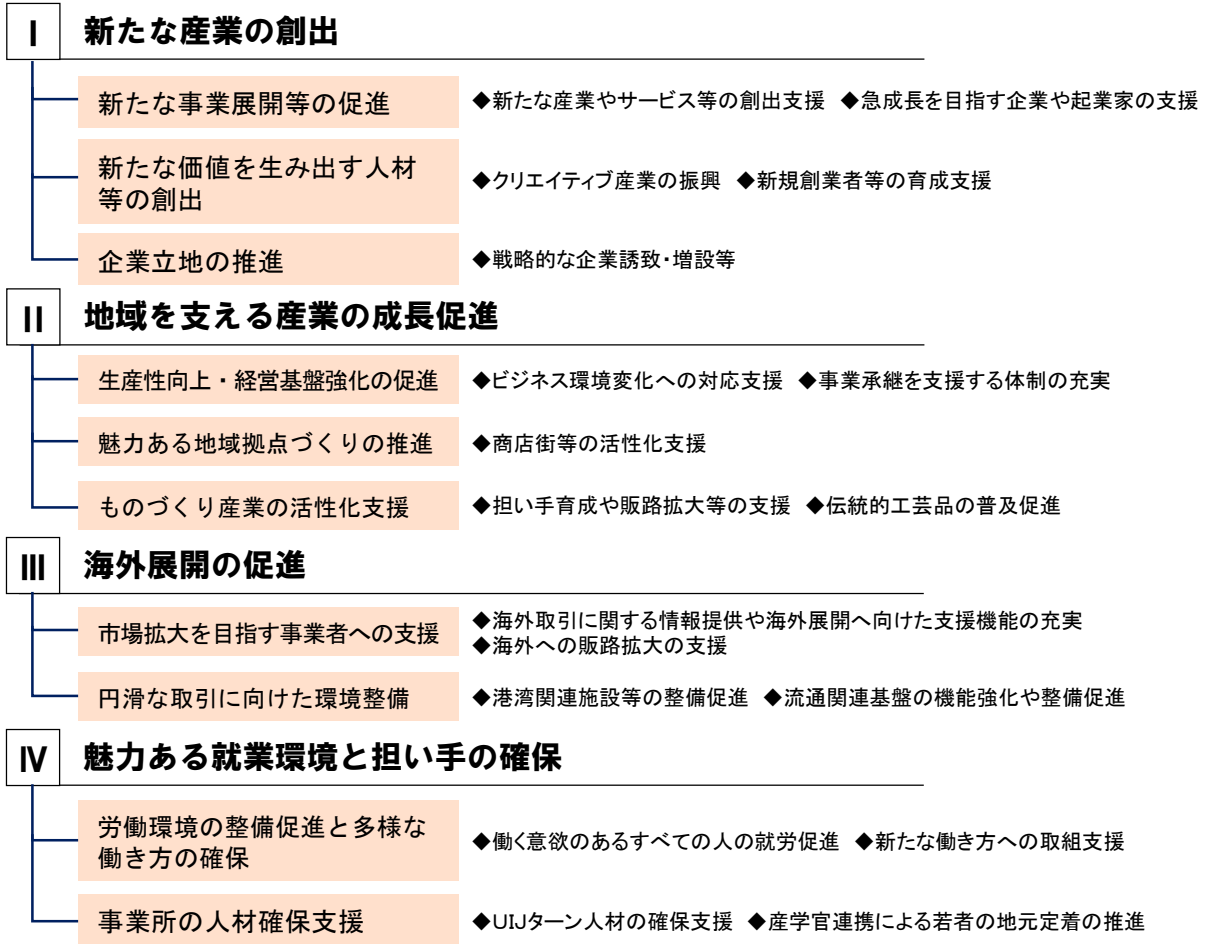 I 新たな産業の創出
新たな事業展開等の促進 ◆新たな産業やサービス等の創出支援 ◆急成長を目指す企業や起業家の支援
新たな価値を生み出す人材
等の創出
◆クリエイティブ産業の振興 ◆新規創業者等の育成支援
企業立地の推進 ◆戦略的な企業誘致・増設等
II 地域を支える産業の成長促進
生産性向上・経営基盤強化の促進 ◆ビジネス環境変化への対応支援 ◆事業承継を支援する体制の充実
魅力ある地域拠点づくりの推進 ◆商店街等の活性化支援
ものづくり産業の活性化支援 ◆担い手育成や販路拡大等の支援 ◆伝統的工芸品の普及促進
III 海外展開の促進
市場拡大を目指す事業者への支援
◆海外取引に関する情報提供や海外展開へ向けた支援機能の充実
◆海外への販路拡大の支援
円滑な取引に向けた環境整備 ◆港湾関連施設等の整備促進 ◆流通関連基盤の機能強化や整備促進
IV 魅力ある就業環境と担い手の確保
労働環境の整備促進と多様な
働き方の確保
◆働く意欲のあるすべての人の就労促進 ◆新たな働き方への取組支援
事業所の人材確保支援 ◆UIJターン人材の確保支援 ◆産学官連携による若者の地元定着の推進